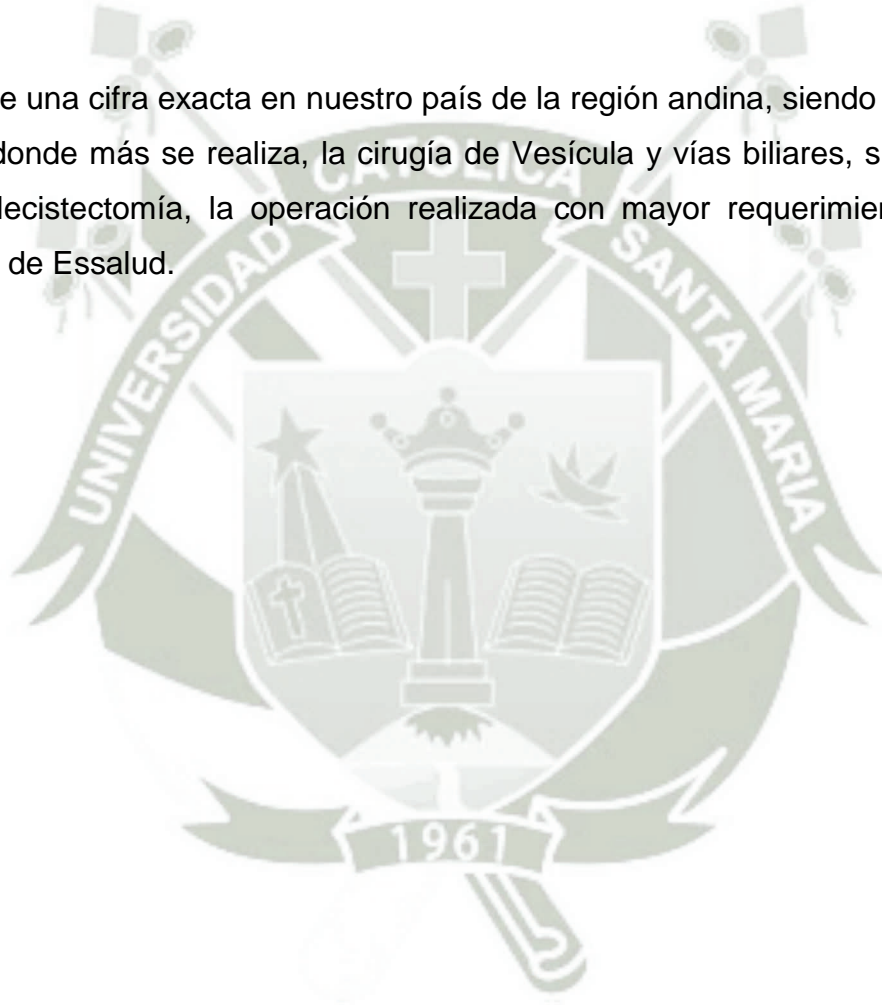 e una cifra exacta en nuestro país de la región andina, siendo
donde más se realiza, la cirugía de Vesícula y vías biliares, s
lecistectomía, la operación realizada con mayor requerimien
de Essalud.
UNIVERSIDAD CATOLICA SANTA MARIA
1961